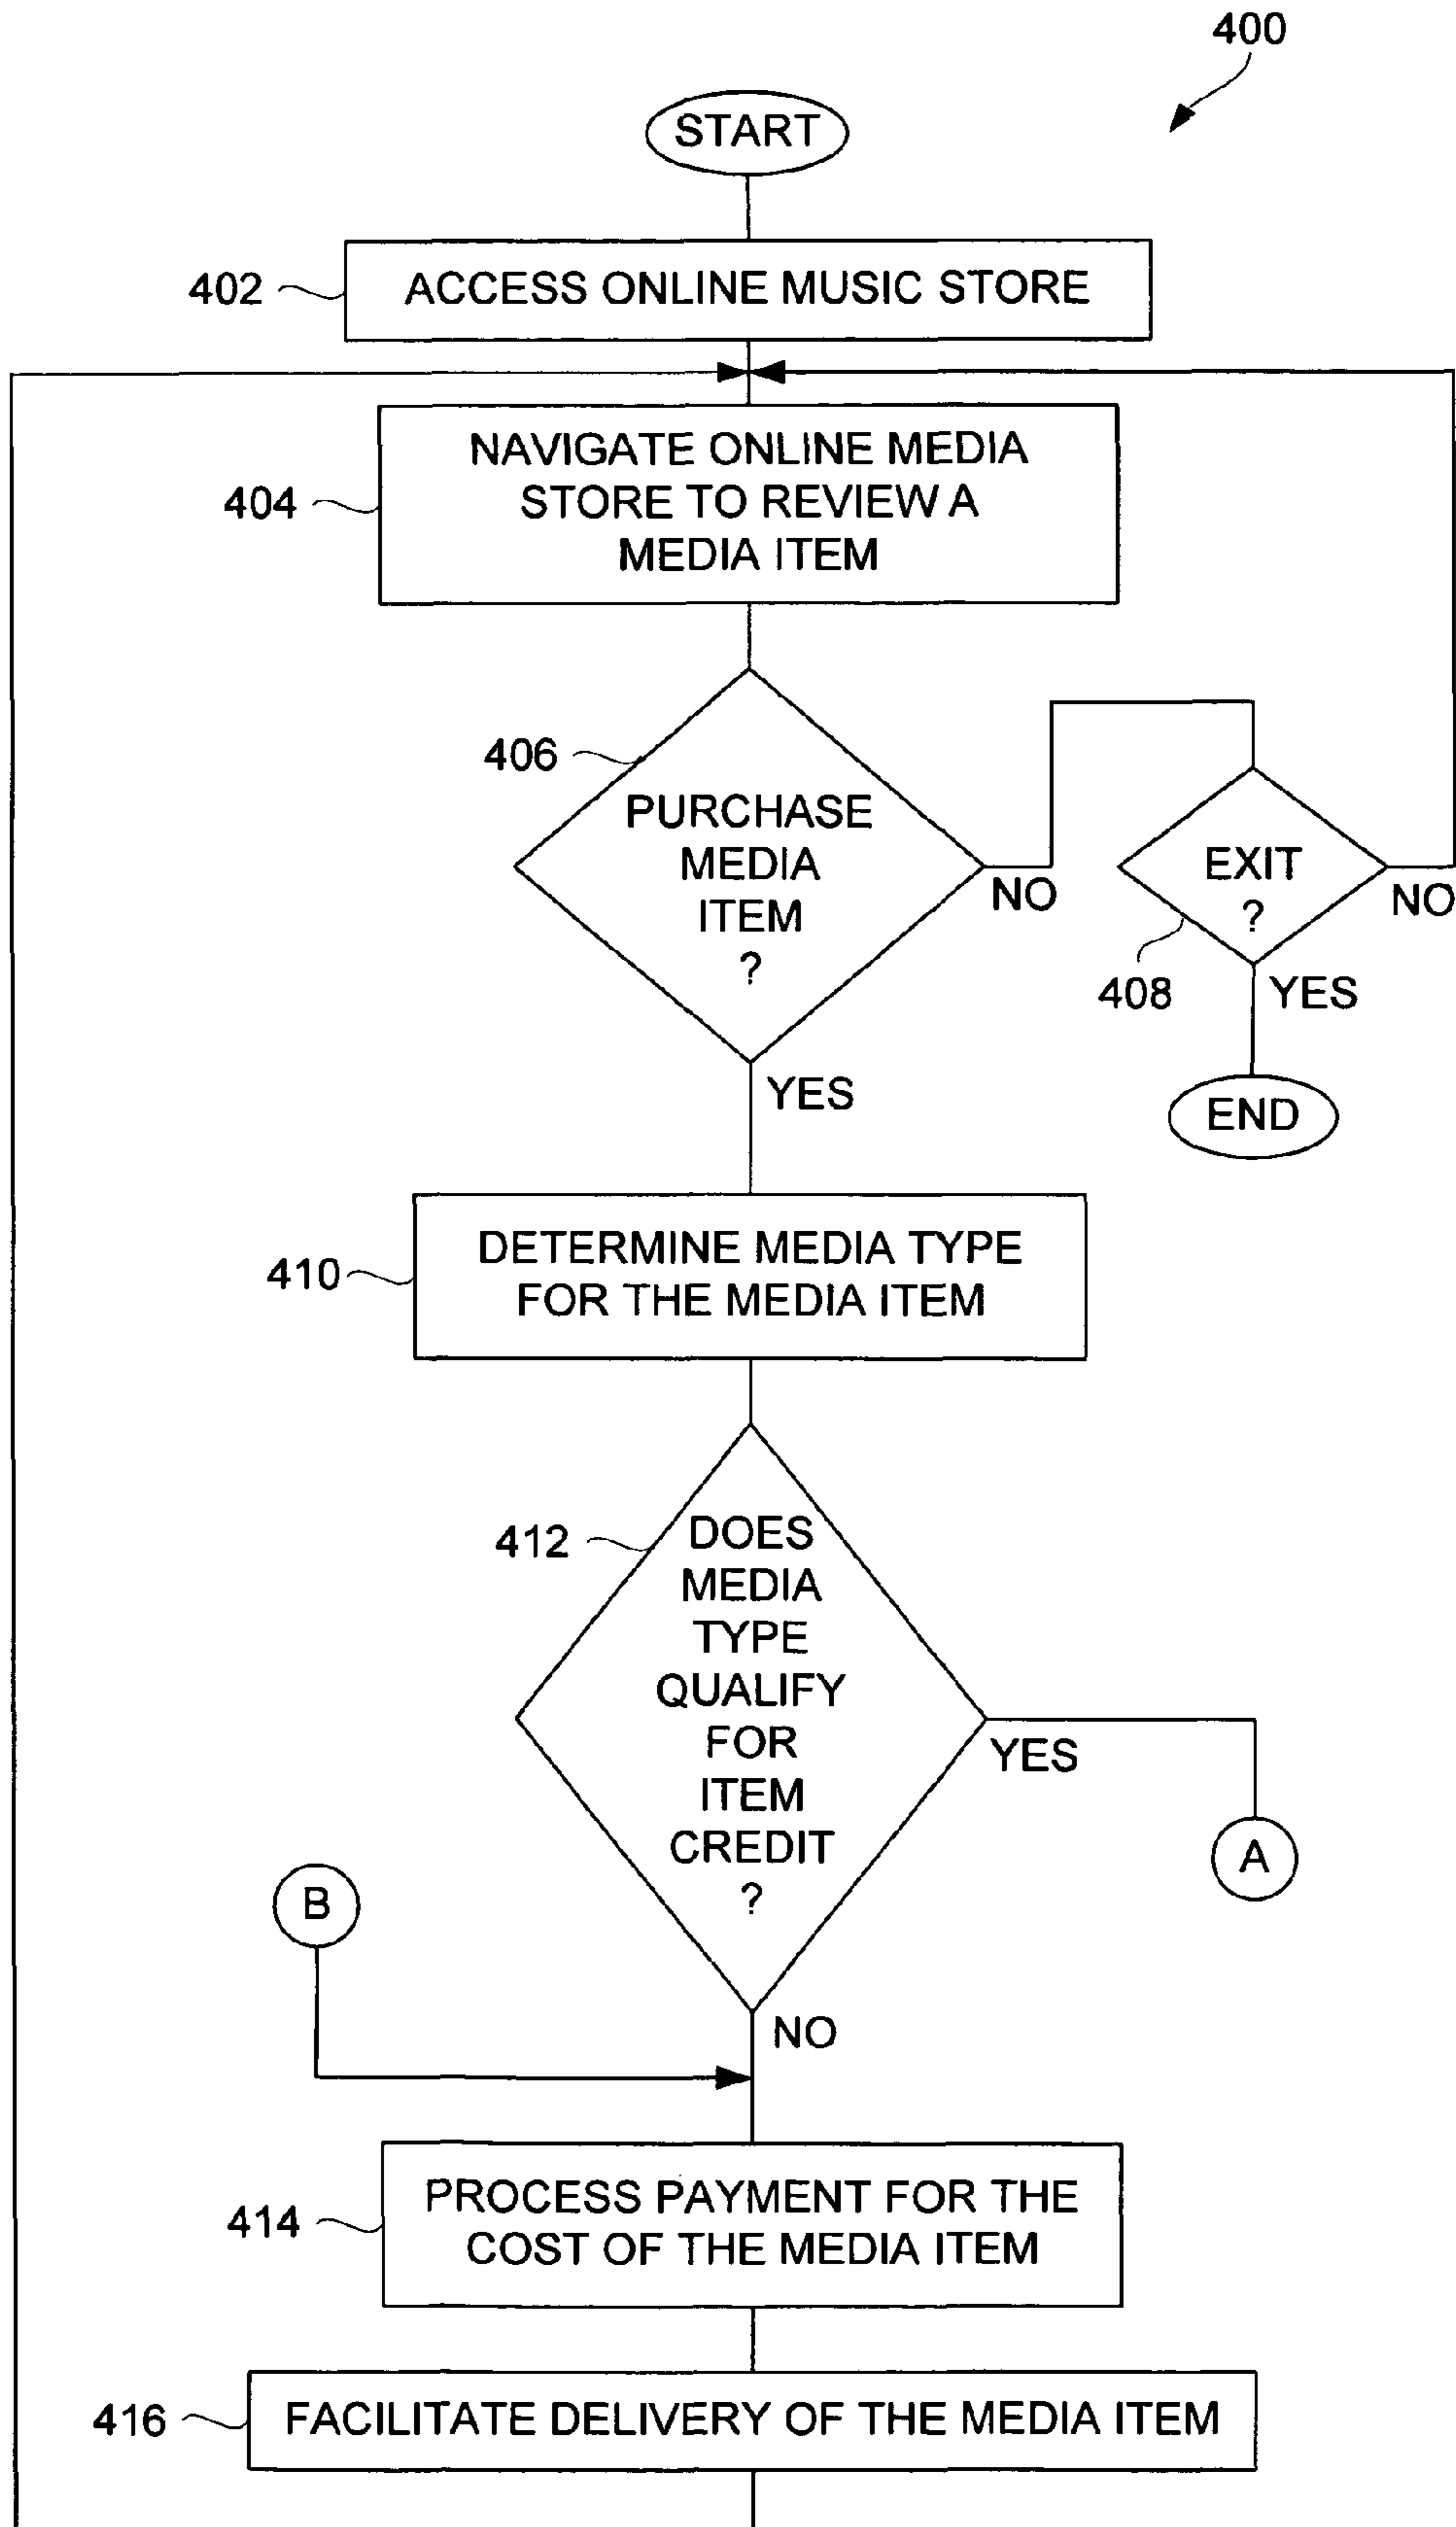 400
START
402
ACCESS ONLINE MUSIC STORE
404
NAVIGATE ONLINE MEDIA
STORE TO REVIEW A
MEDIA ITEM
406
PURCHASE
MEDIA
ITEM
?
NO
EXIT
?
NO
408
YES
END
YES
410
DETERMINE MEDIA TYPE
FOR THE MEDIA ITEM
412
DOES
MEDIA
TYPE
QUALIFY
FOR
ITEM
CREDIT
?
YES
A
B
NO
414
PROCESS PAYMENT FOR THE
COST OF THE MEDIA ITEM
416
FACILITATE DELIVERY OF THE MEDIA ITEM